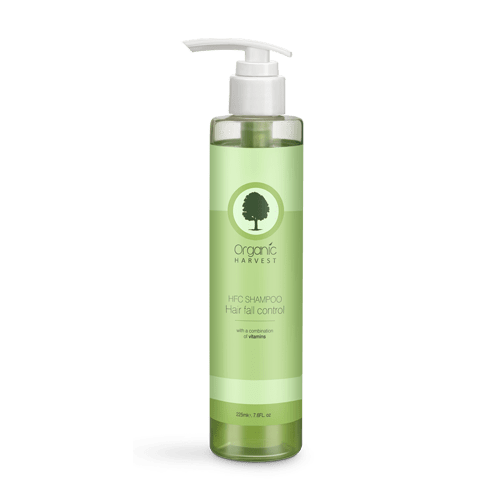 Organic
HARVEST
HFC SHAMPOO
Hair fall control
with a combination
of vitamins
225ml℮ 7.6FL oz